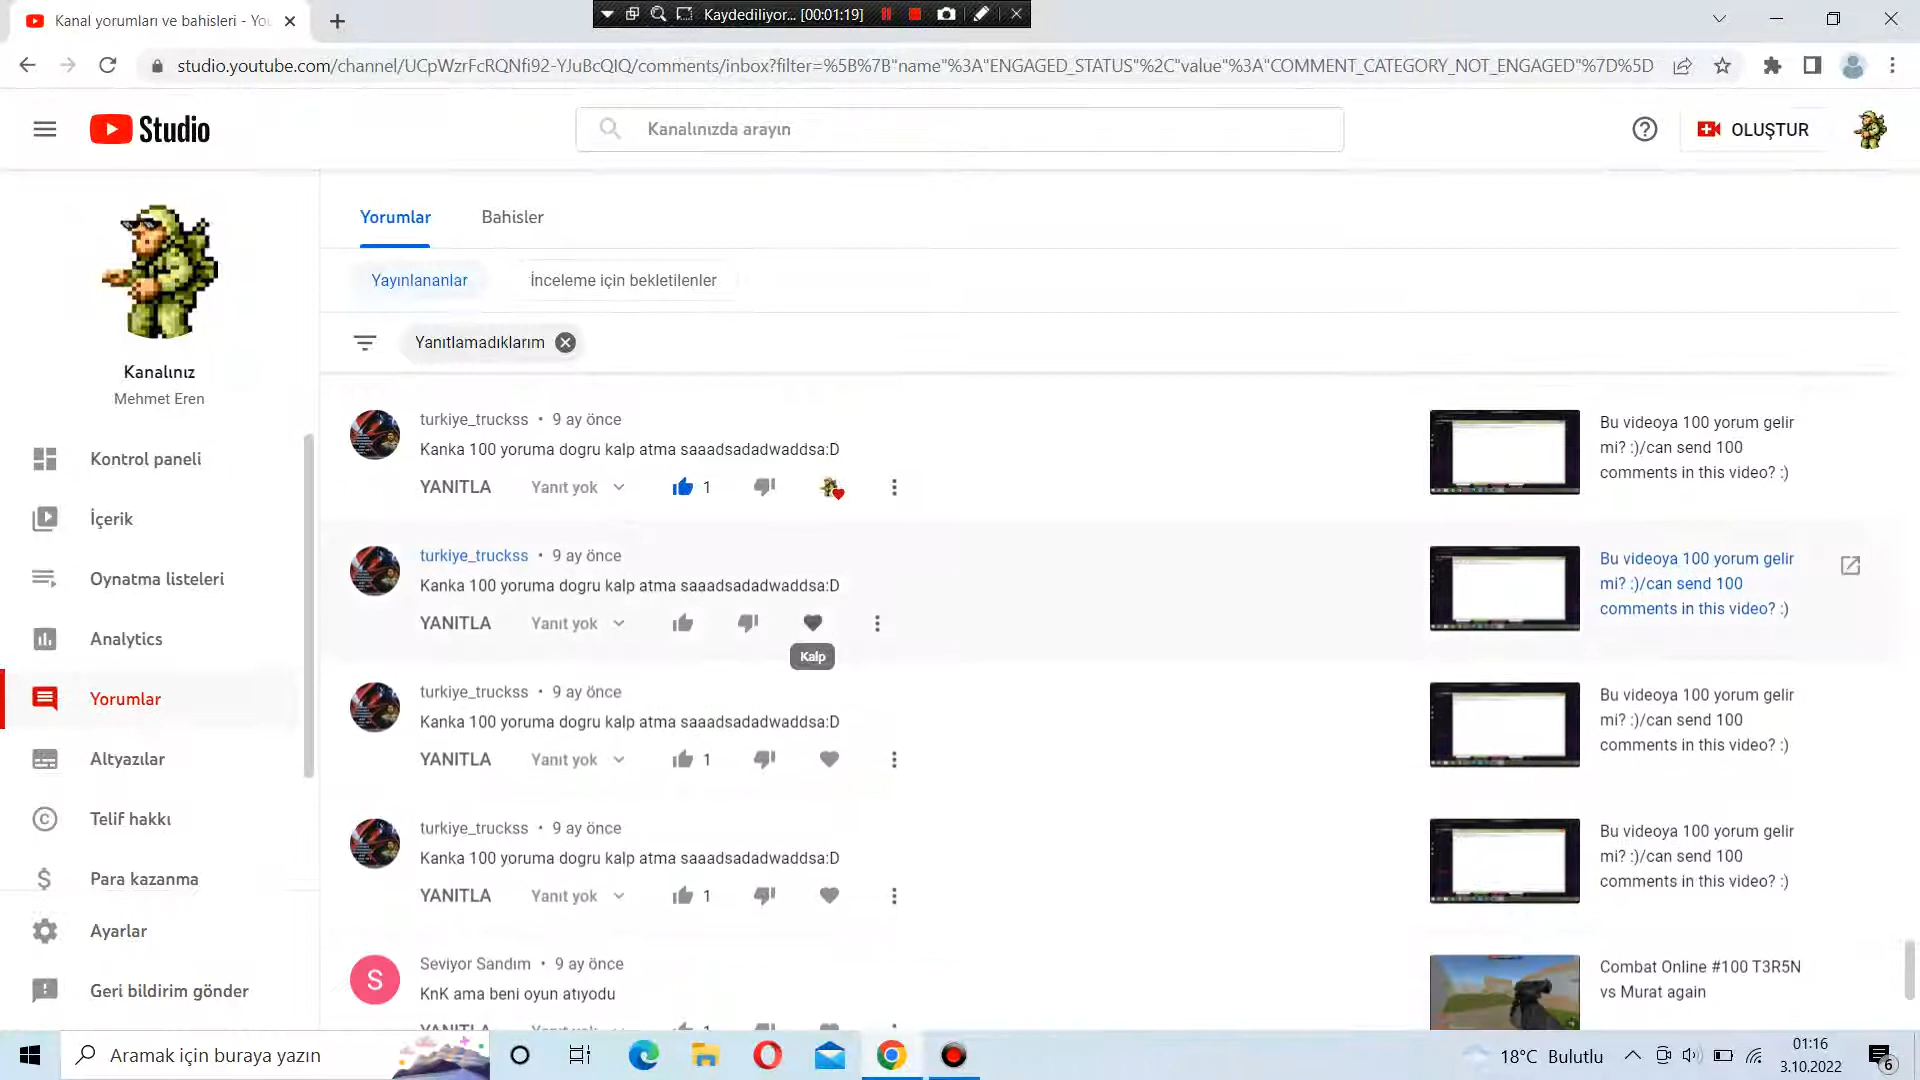 Kanal yorumları ve bahisleri - You
Kaydediliyor... [00:01:19]
studio.youtube.com/channel/UCpWzrFcRQNfi92-YJuBcQIQ/comments/inbox?filter=%5B%7B"name"%3A"ENGAGED_STATUS"%2C"value"%3A"COMMENT_CATEGORY_NOT_ENGAGED"%7D%5D
Studio
Kanalınızda arayın
OLUŞTUR
Kanalınız
Mehmet Eren
Kontrol paneli
İçerik
Oynatma listeleri
Analytics
Yorumlar
Altyazılar
Telif hakkı
Para kazanma
Ayarlar
Geri bildirim gönder
Yorumlar Bahisler
Yayınlananlar İnceleme için bekletilenler
Yanıtlamadıklarım
turkiye_truckss • 9 ay önce
Kanka 100 yoruma dogru kalp atma saaadsadadwaddsa:D
YANITLA Yanıt yok 1
Bu videoya 100 yorum gelir
mi? :)/can send 100
comments in this video? :)
turkiye_truckss • 9 ay önce
Kanka 100 yoruma dogru kalp atma saaadsadadwaddsa:D
YANITLA Yanıt yok
Kalp
Bu videoya 100 yorum gelir
mi? :)/can send 100
comments in this video? :)
turkiye_truckss • 9 ay önce
Kanka 100 yoruma dogru kalp atma saaadsadadwaddsa:D
YANITLA Yanıt yok 1
Bu videoya 100 yorum gelir
mi? :)/can send 100
comments in this video? :)
turkiye_truckss • 9 ay önce
Kanka 100 yoruma dogru kalp atma saaadsadadwaddsa:D
YANITLA Yanıt yok 1
Bu videoya 100 yorum gelir
mi? :)/can send 100
comments in this video? :)
S
Seviyor Sandım • 9 ay önce
KnK ama beni oyun atıyodu
YANITLA Yanıt yok 1
Combat Online #100 T3R5N
vs Murat again
Aramak için buraya yazın
18°C Bulutlu
01:16
3.10.2022
6